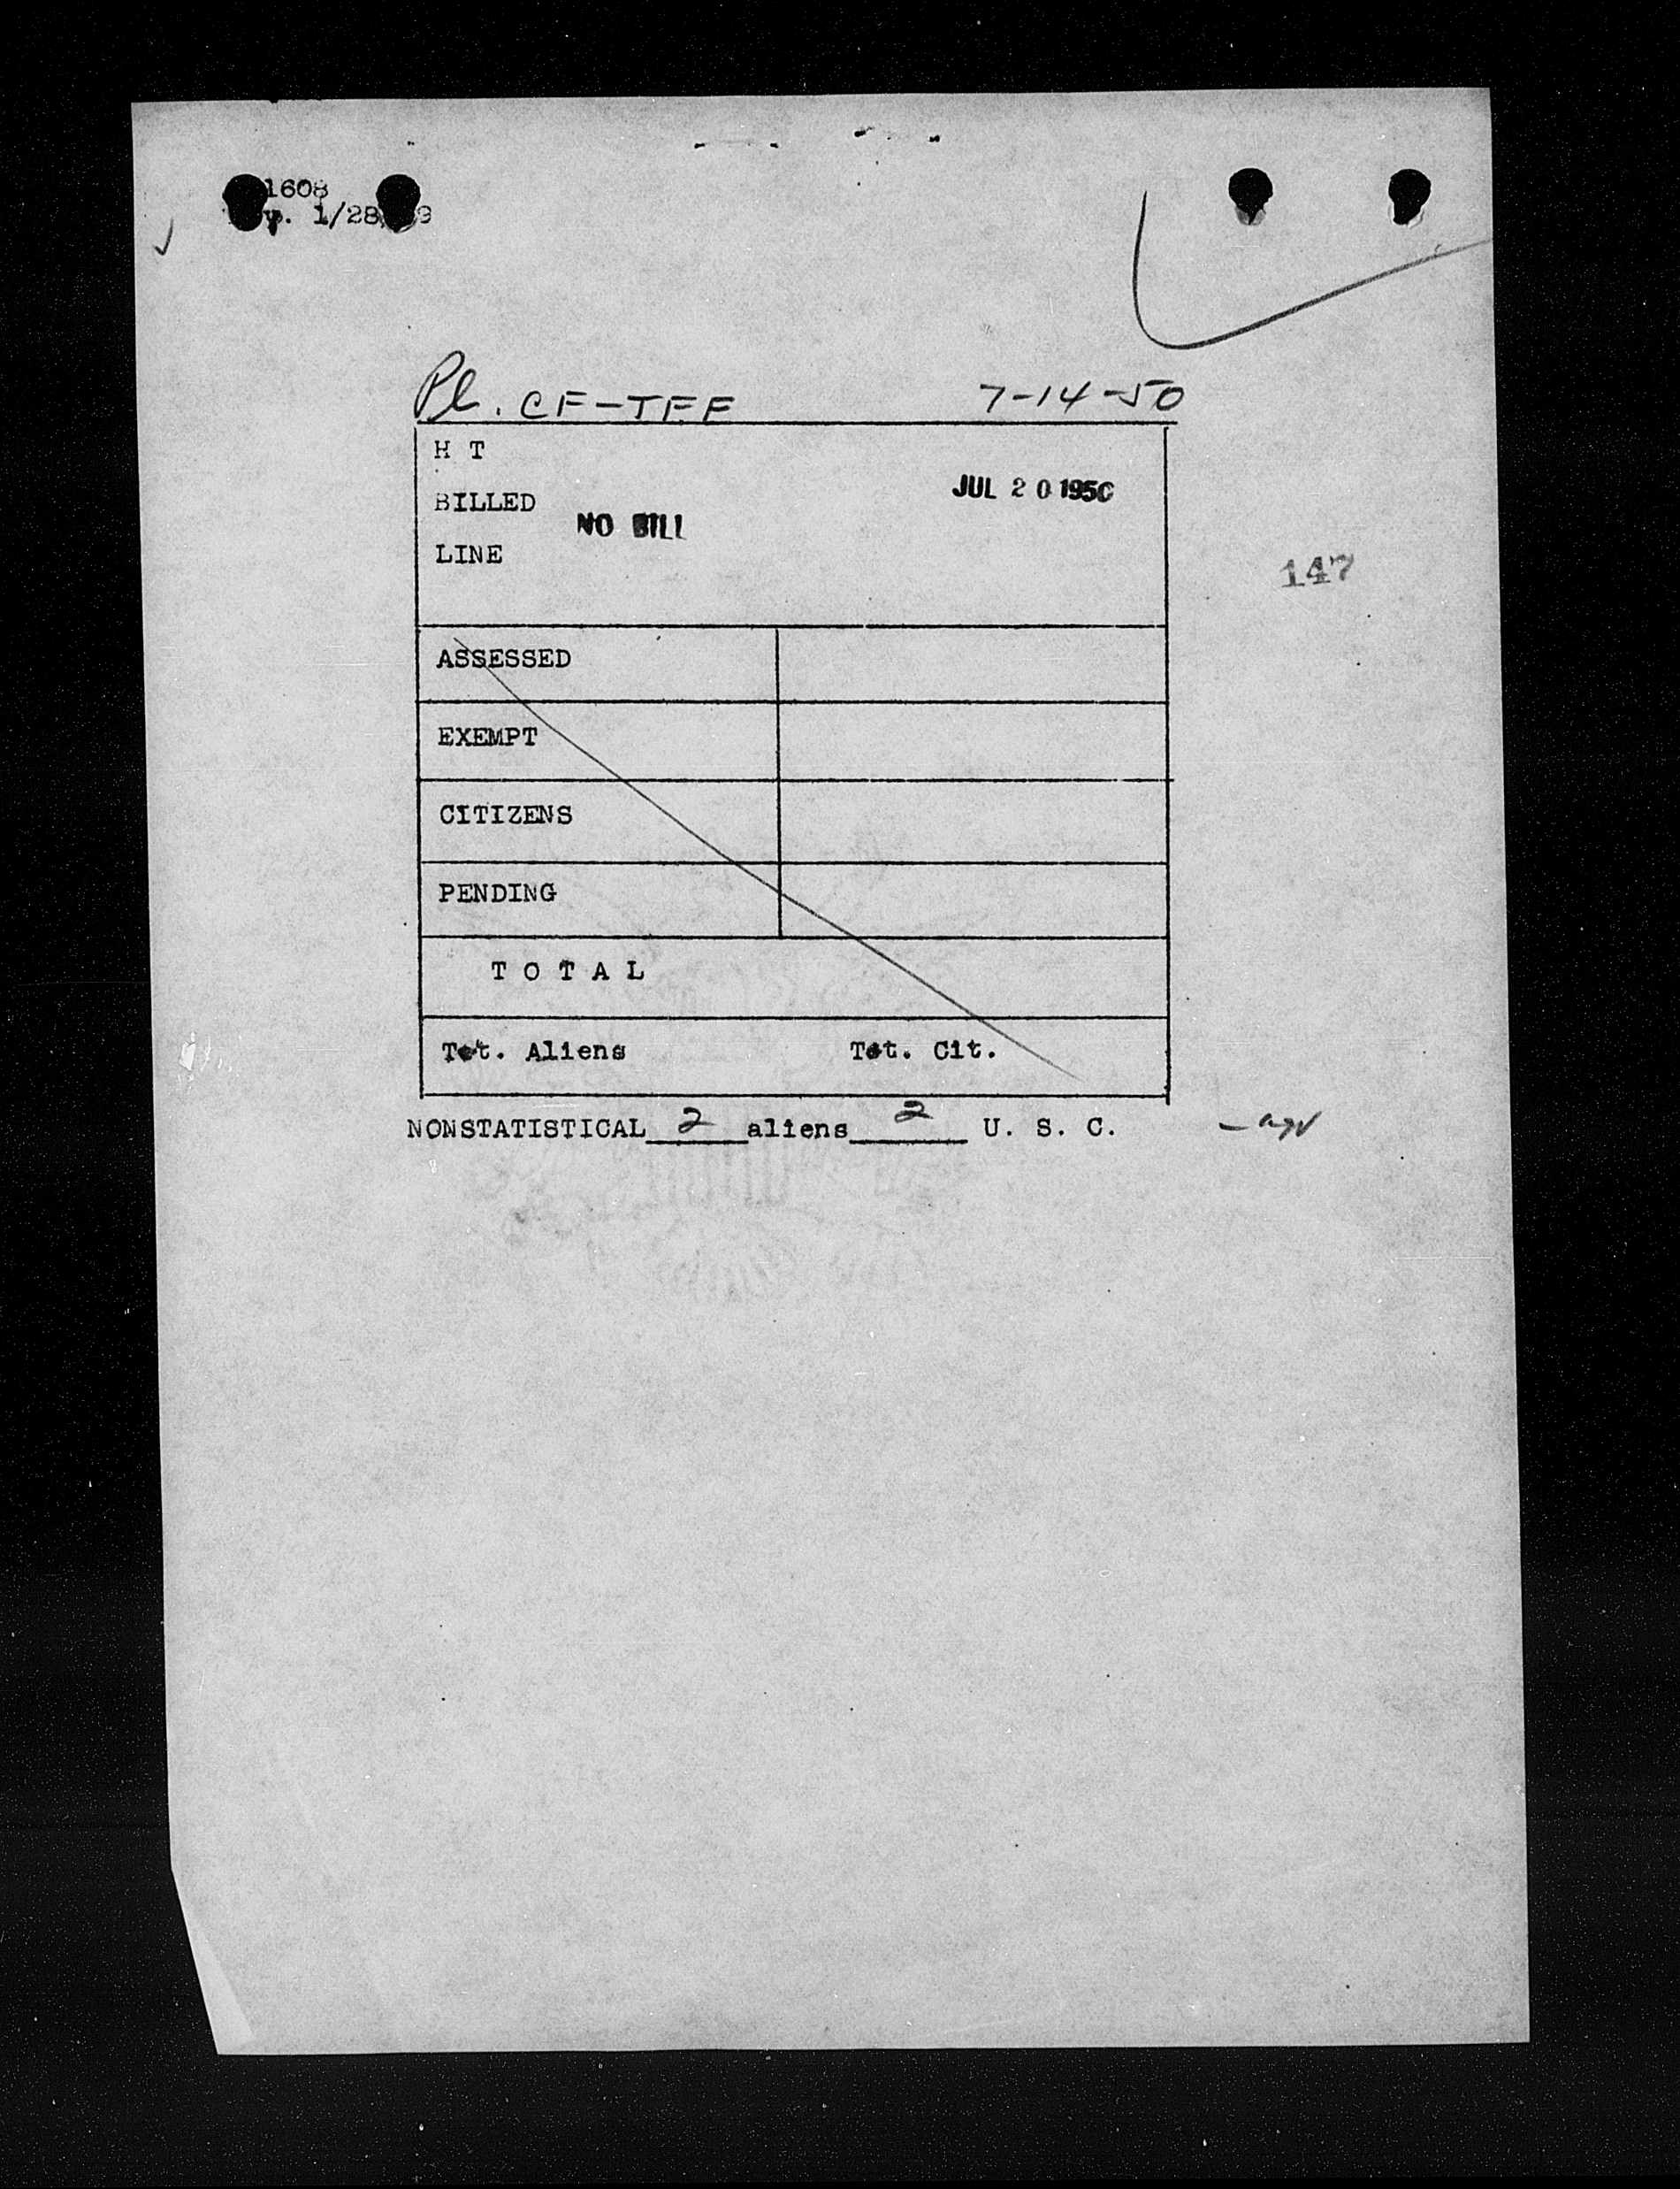 1608
1/28
Pl. CF-TFF 7-14-50
H T
JUL 20 1950
BILLED
NO BILL
LINE
147
ASSESSED
EXEMPT
CITIZENS
PENDING
T O T A L
Tot. Aliens Tot. Cit.
NONSTATISTICAL 2 aliens 2 U. S. C.